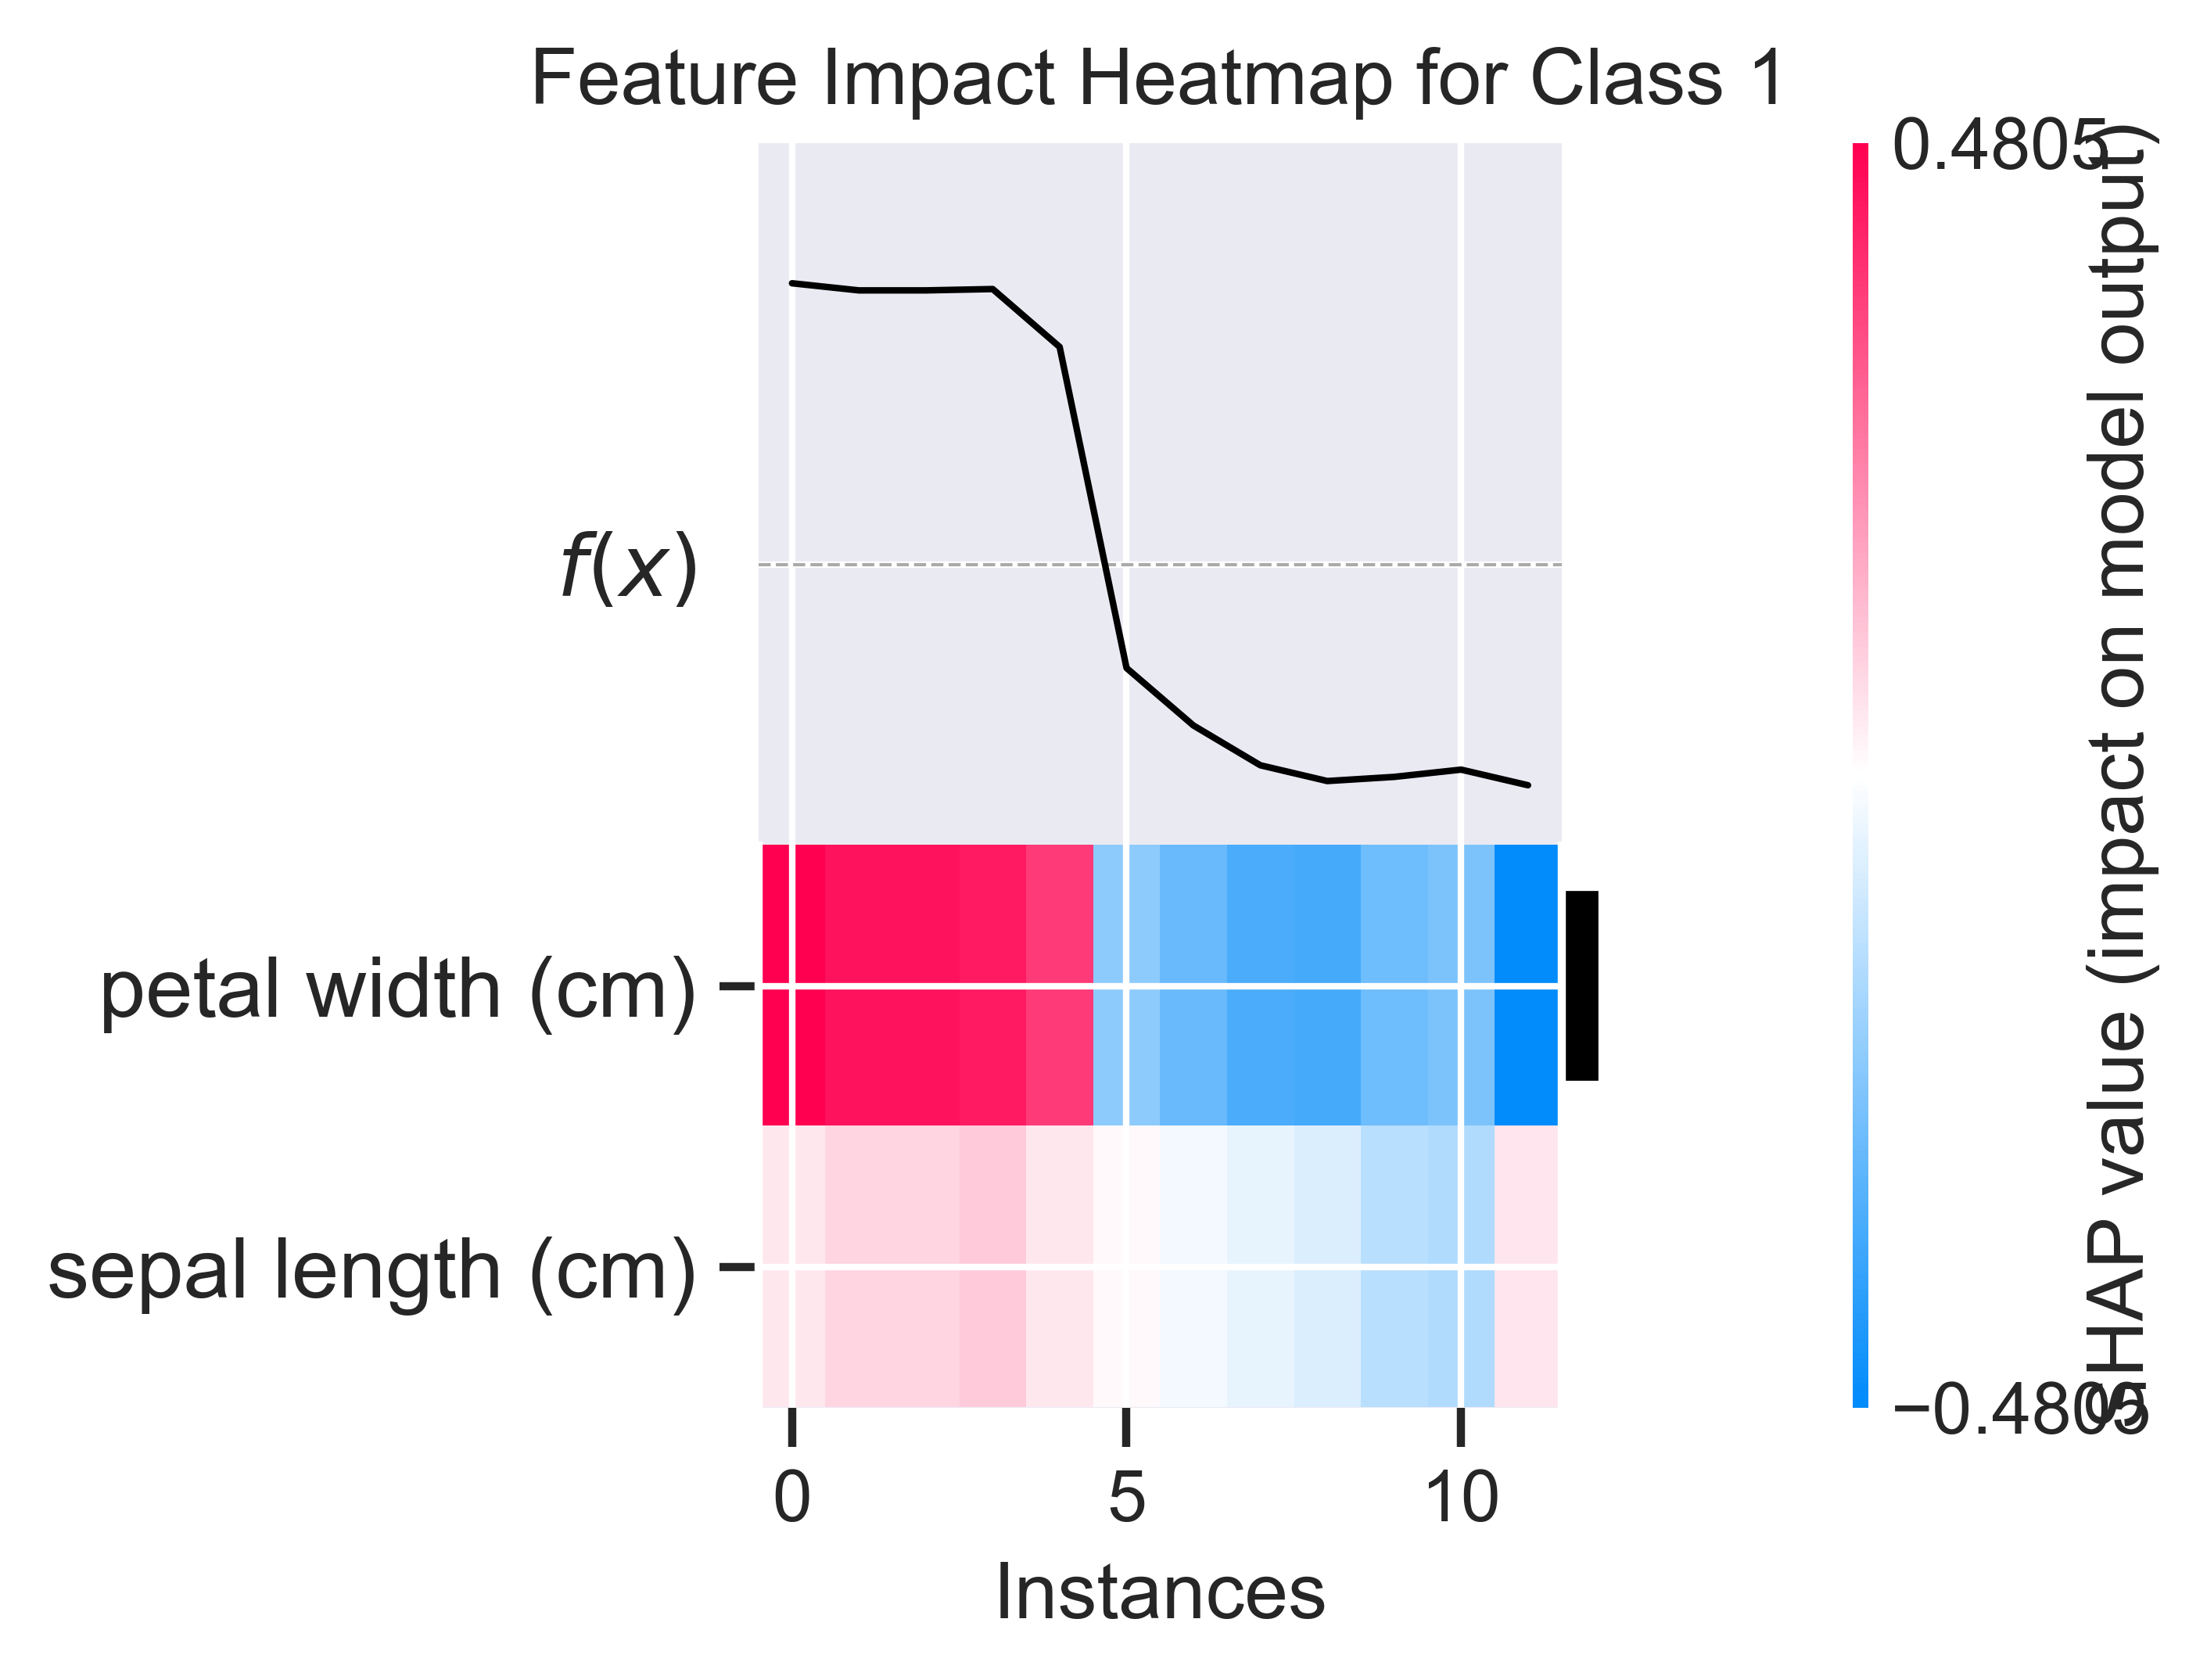 Feature Impact Heatmap for Class 1
f(x)
petal width (cm)
sepal length (cm)
0 5 10
Instances
0.4805
−0.4805
SHAP value (impact on model output)